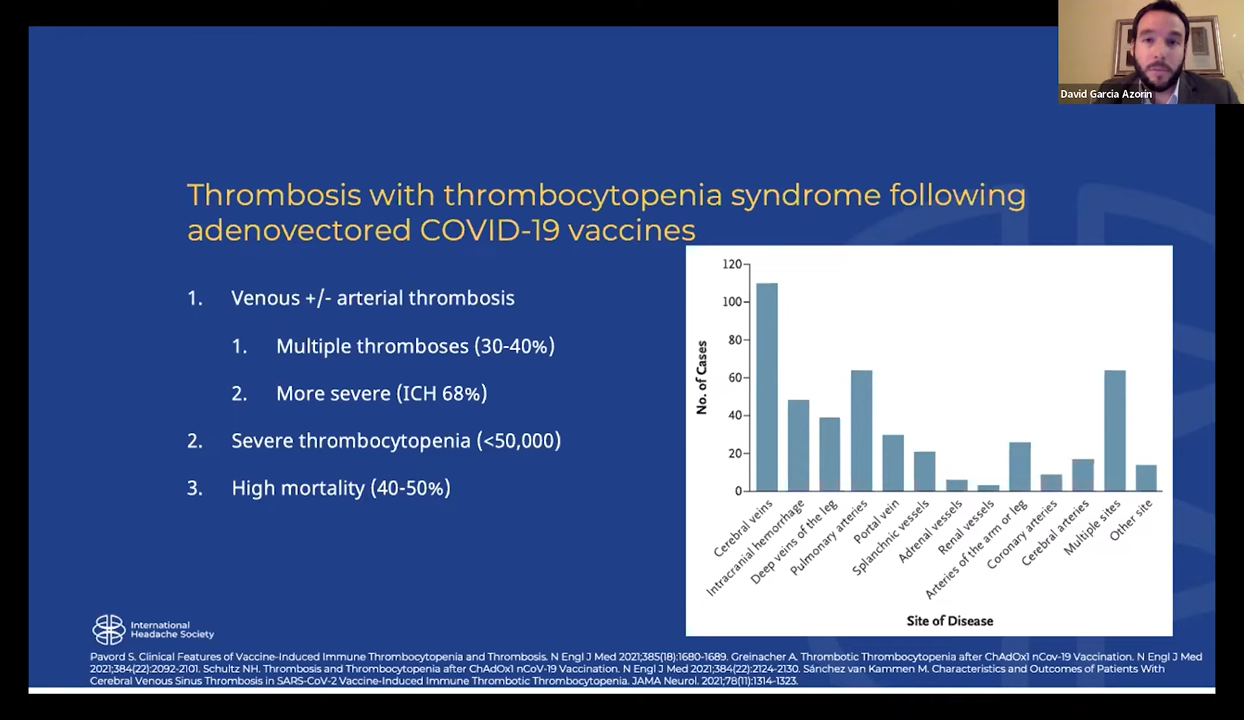 David Garcia Azorin
Thrombosis with thrombocytopenia syndrome following
adenovectored COVID-19 vaccines
1. Venous +/- arterial thrombosis
1. Multiple thromboses (30-40%)
2. More severe (ICH 68%)
2. Severe thrombocytopenia (<50,000)
3. High mortality (40-50%)
No. of Cases
120
100
80
60
40
20
0
Cerebral veins
Intracranial hemorrhage
Deep veins of the leg
Pulmonary arteries
Portal vein
Splanchnic vessels
Adrenal vessels
Renal vessels
Arteries of the arm or leg
Coronary arteries
Cerebral arteries
Multiple sites
Other site
Site of Disease
International
Headache Society
Pavord S. Clinical Features of Vaccine-Induced Immune Thrombocytopenia and Thrombosis. N Engl J Med 2021;385(18):1680-1689. Greinacher A. Thrombotic Thrombocytopenia after ChAdOx1 nCov-19 Vaccination. N Engl J Med
2021;384(22):2092-2101. Schultz NH. Thrombosis and Thrombocytopenia after ChAdOx1 nCoV-19 Vaccination. N Engl J Med 2021;384(22):2124-2130. Sánchez van Kammen M. Characteristics and Outcomes of Patients With
Cerebral Venous Sinus Thrombosis in SARS-CoV-2 Vaccine-Induced Immune Thrombotic Thrombocytopenia. JAMA Neurol. 2021;78(11):1314-1323.